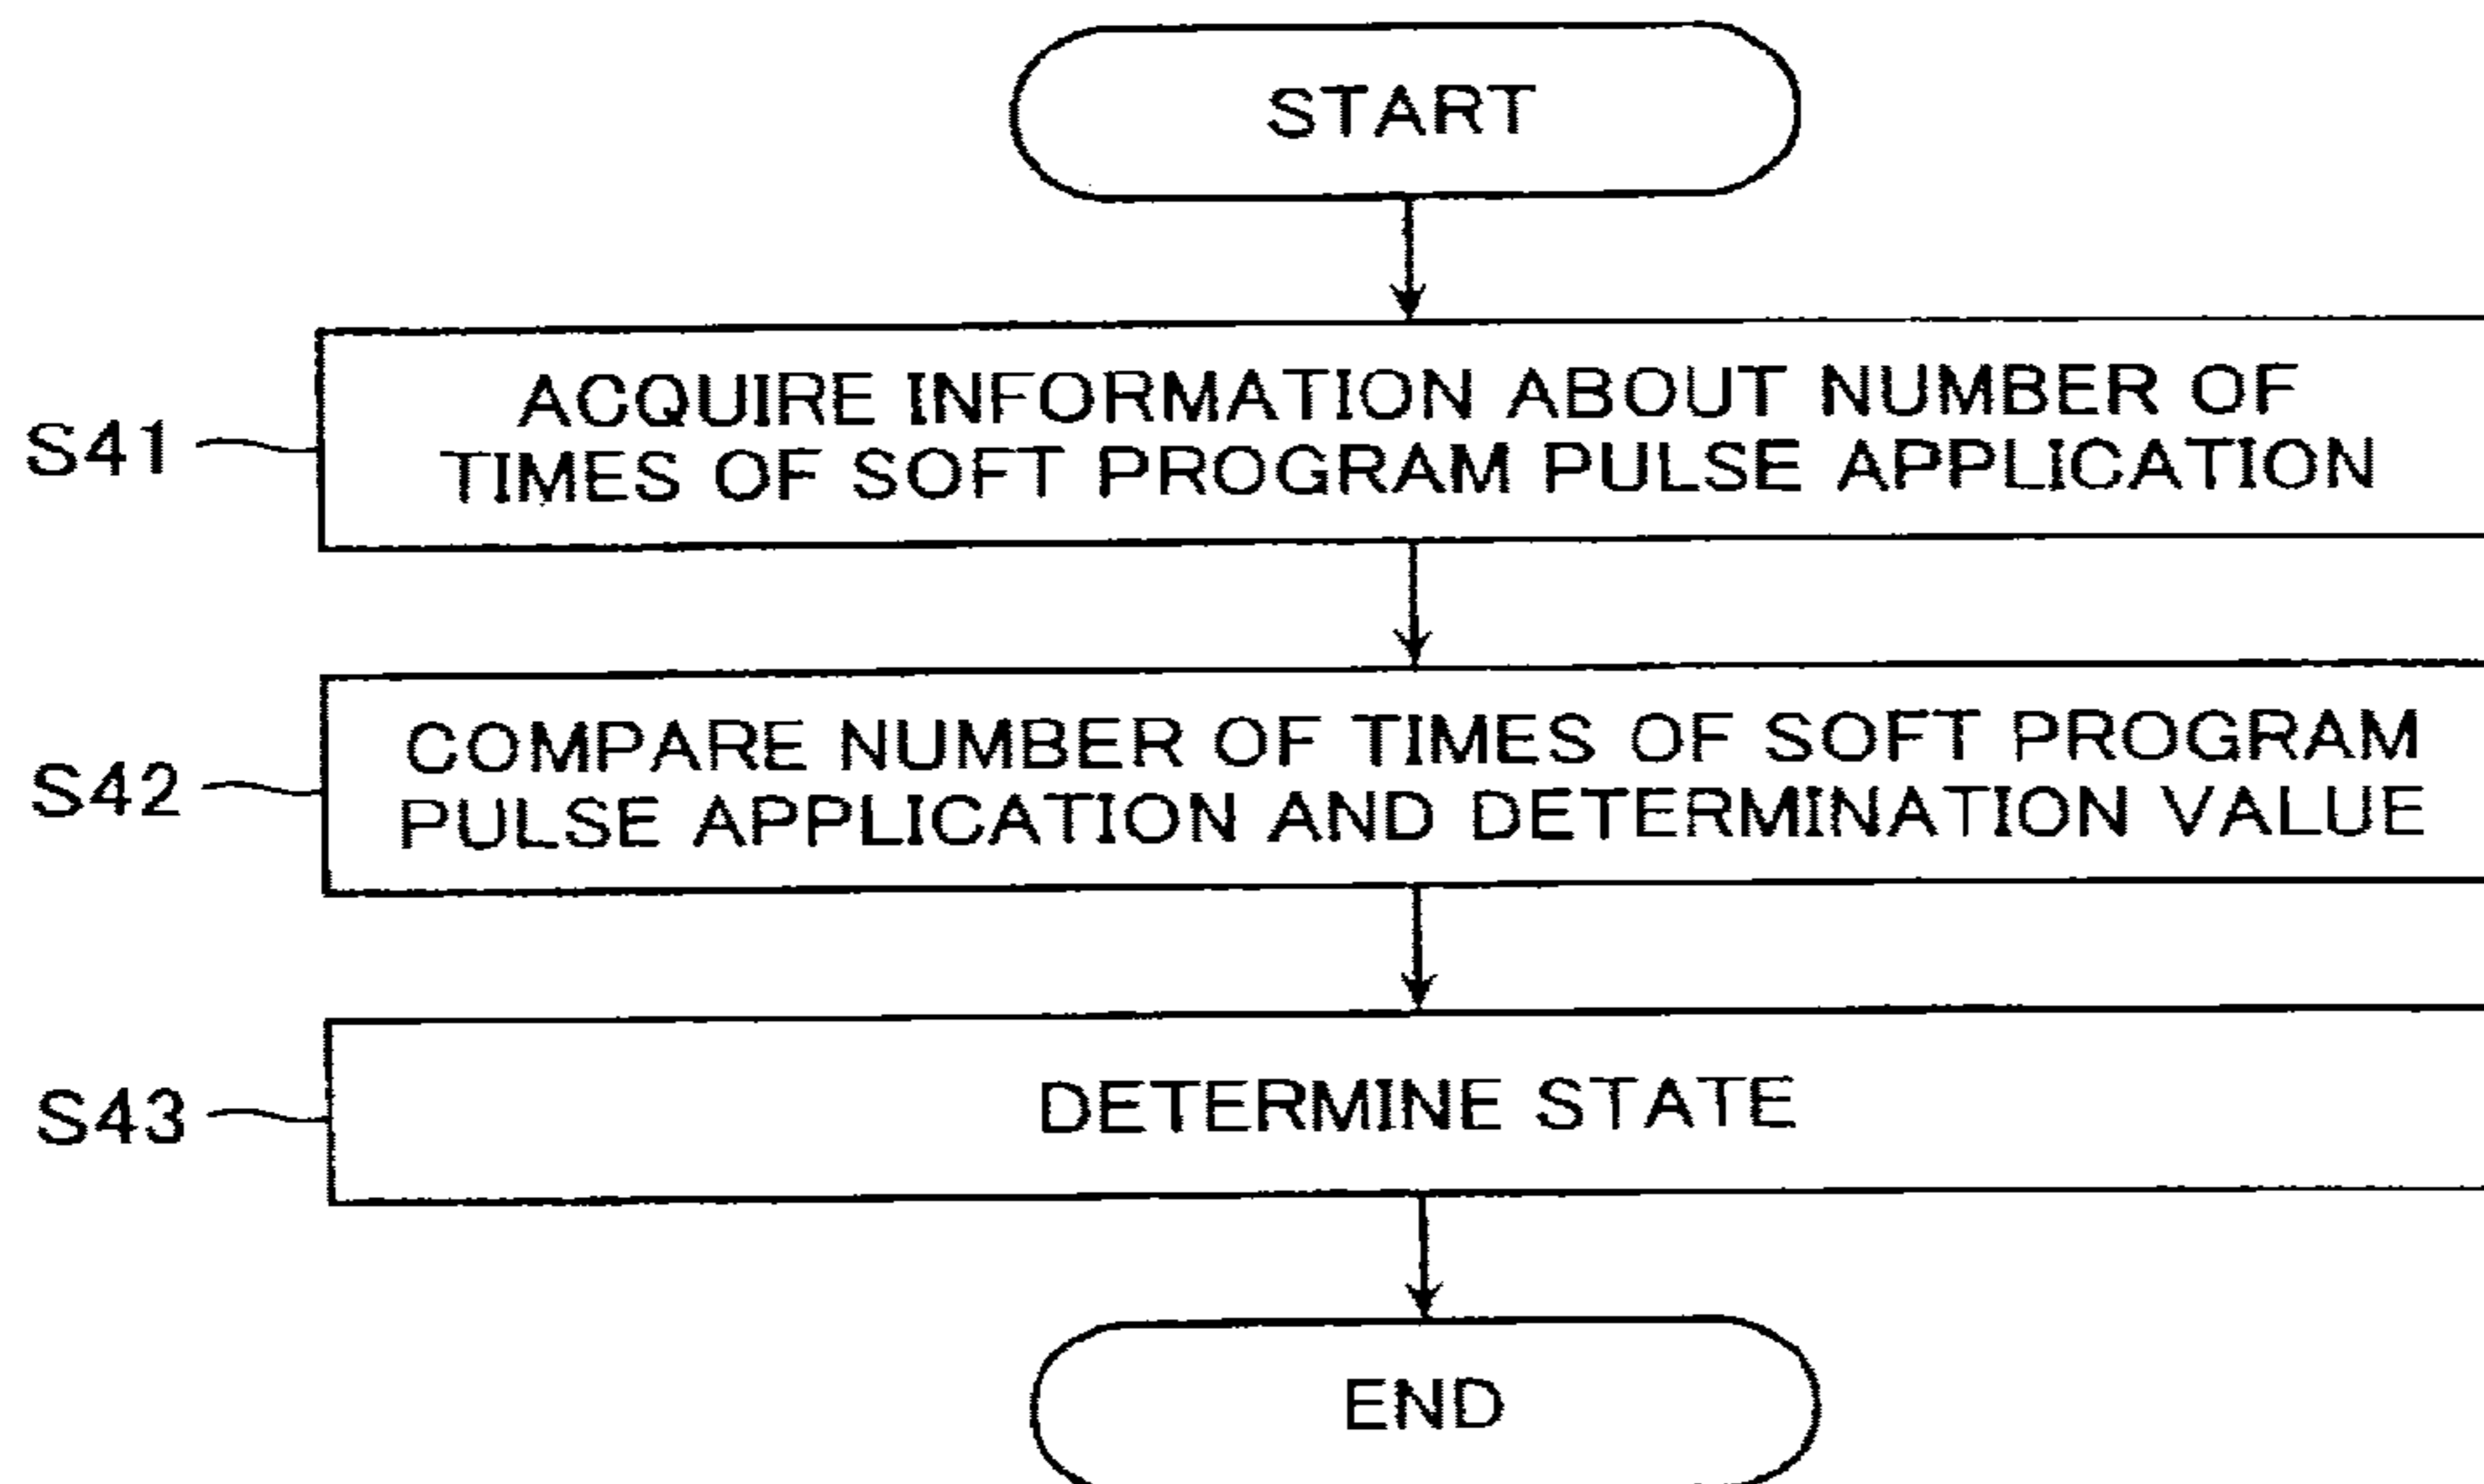 START
S41
ACQUIRE INFORMATION ABOUT NUMBER OF
TIMES OF SOFT PROGRAM PULSE APPLICATION
S42
COMPARE NUMBER OF TIMES OF SOFT PROGRAM
PULSE APPLICATION AND DETERMINATION VALUE
S43
DETERMINE STATE
END